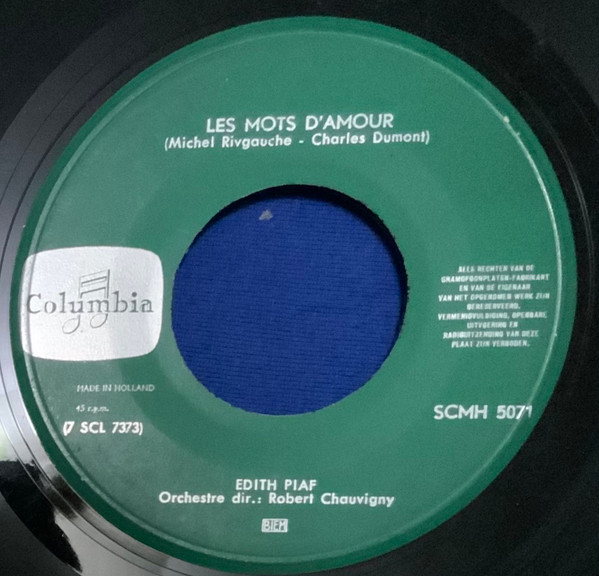 LES MOTS D'AMOUR
(Michel Rivgauche - Charles Dumont)
Columbia
ALLE RECHTEN VAN DE
GRAMOFOONPLATEN-FABRIKANT
EN VAN DE EIGENAAR
VAN HET OPGENOMEN WERK ZIJN
GERESERVEERD.
VERMENIGVULDIGING, OPENBARE
UITVOERING EN
RADIOUITZENDING VAN DEZE
PLAAT ZIJN VERBODEN.
MADE IN HOLLAND
45 r.p.m.
(7 SCL 7373)
SCMH 5071
EDITH PIAF
Orchestre dir.: Robert Chauvigny
BIEM